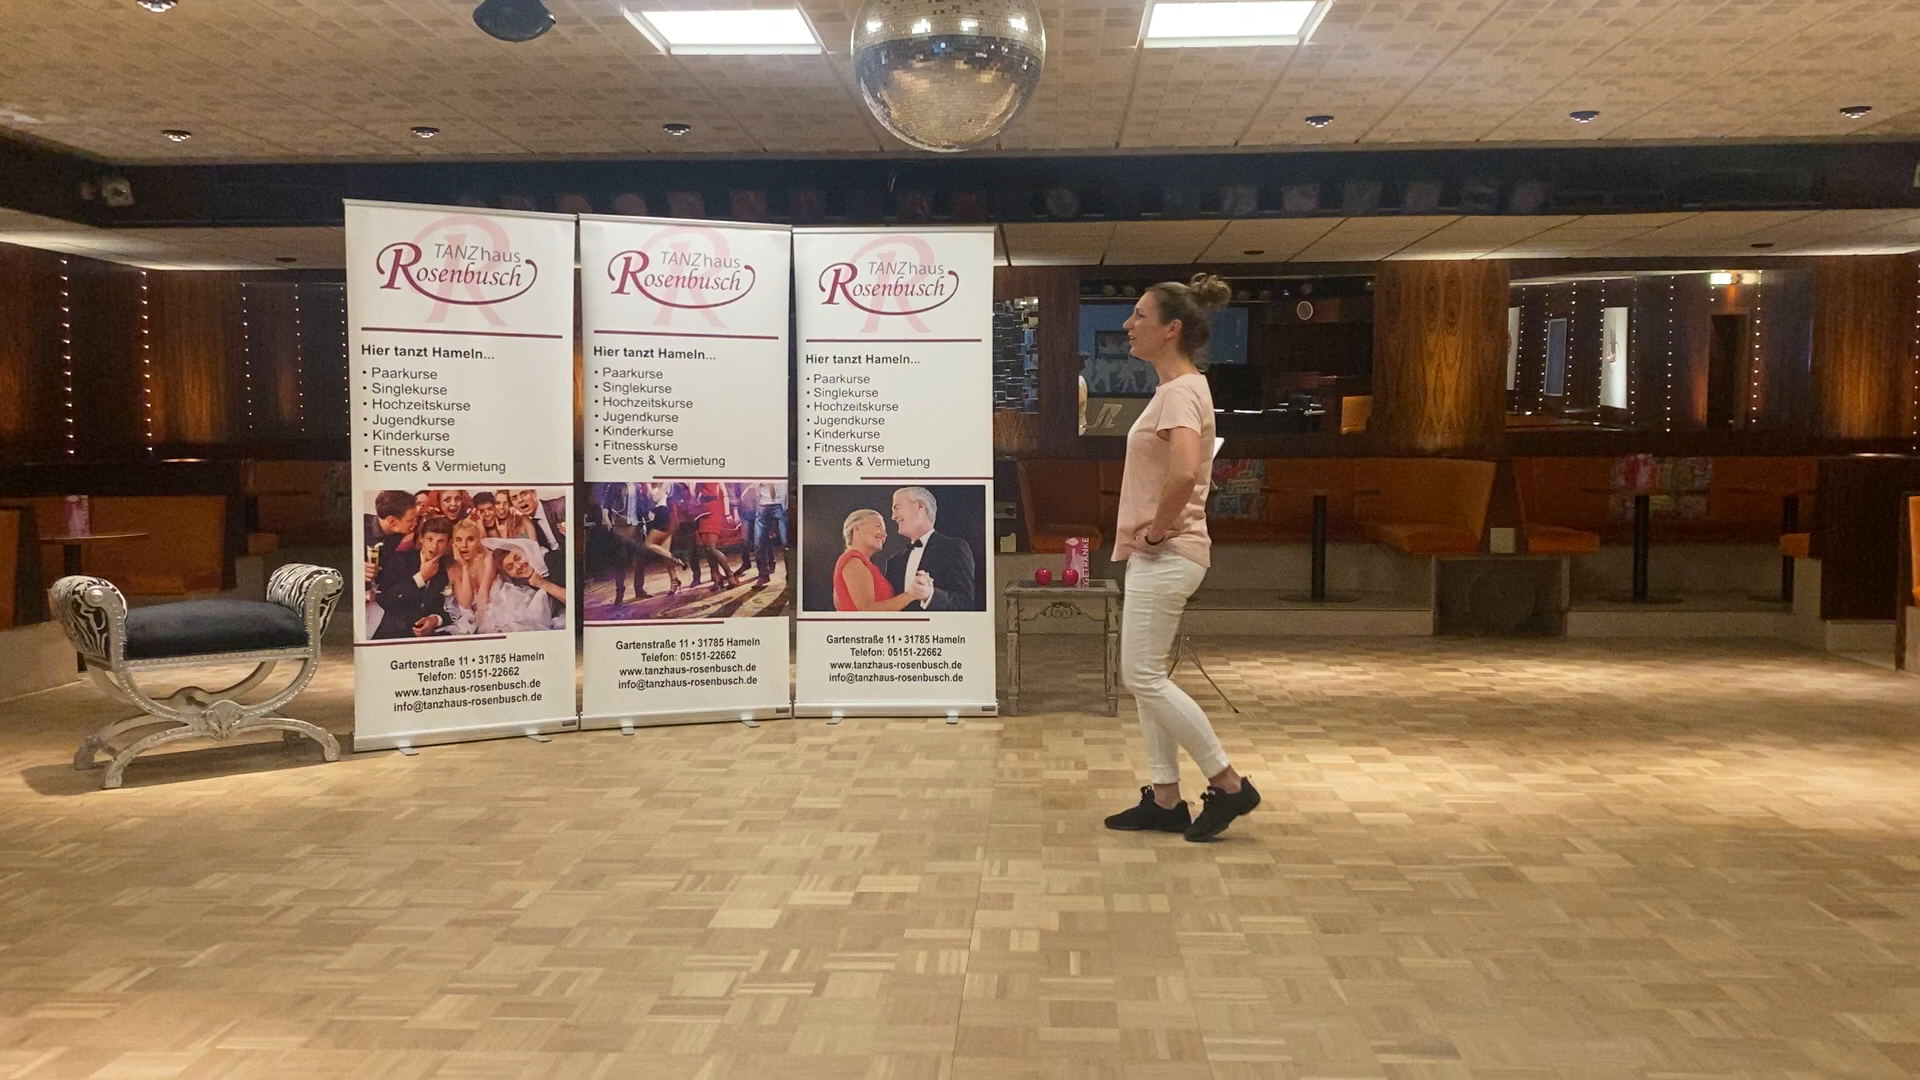 TANZhaus
Rosenbusch
Hier tanzt Hameln...
• Paarkurse
• Singlekurse
• Hochzeitskurse
• Jugendkurse
• Kinderkurse
• Fitnesskurse
• Events & Vermietung
Gartenstraße 11 • 31785 Hameln
Telefon: 05151-22662
www.tanzhaus-rosenbusch.de
info@tanzhaus-rosenbusch.de
TANZhaus
Rosenbusch
Hier tanzt Hameln...
• Paarkurse
• Singlekurse
• Hochzeitskurse
• Jugendkurse
• Kinderkurse
• Fitnesskurse
• Events & Vermietung
Gartenstraße 11 • 31785 Hameln
Telefon: 05151-22662
www.tanzhaus-rosenbusch.de
info@tanzhaus-rosenbusch.de
TANZhaus
Rosenbusch
Hier tanzt Hameln...
• Paarkurse
• Singlekurse
• Hochzeitskurse
• Jugendkurse
• Kinderkurse
• Fitnesskurse
• Events & Vermietung
Gartenstraße 11 • 31785 Hameln
Telefon: 05151-22662
www.tanzhaus-rosenbusch.de
info@tanzhaus-rosenbusch.de